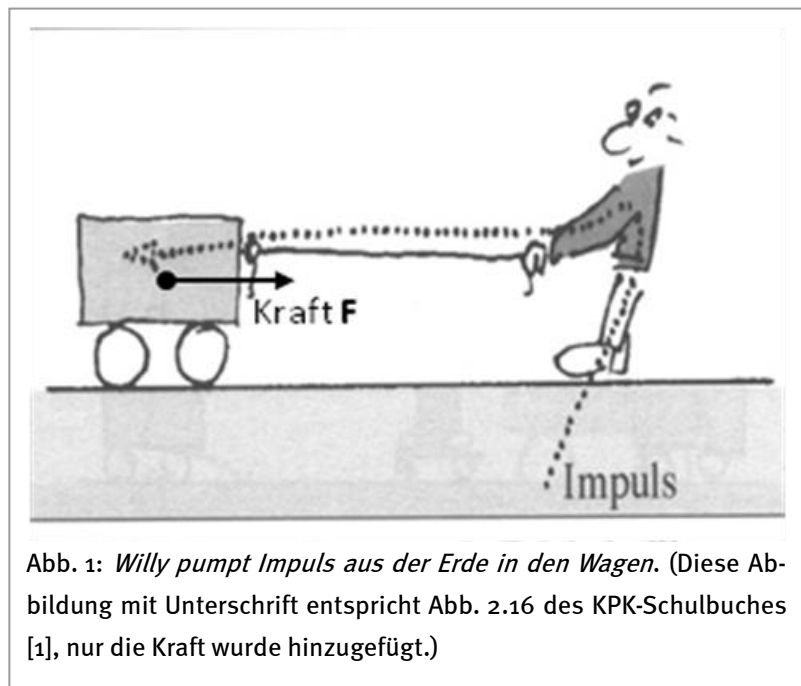 Kraft F
Impuls
Abb. 1: Willy pumpt Impuls aus der Erde in den Wagen. (Diese Ab-
bildung mit Unterschrift entspricht Abb. 2.16 des KPK-Schulbuches
[1], nur die Kraft wurde hinzugefügt.)